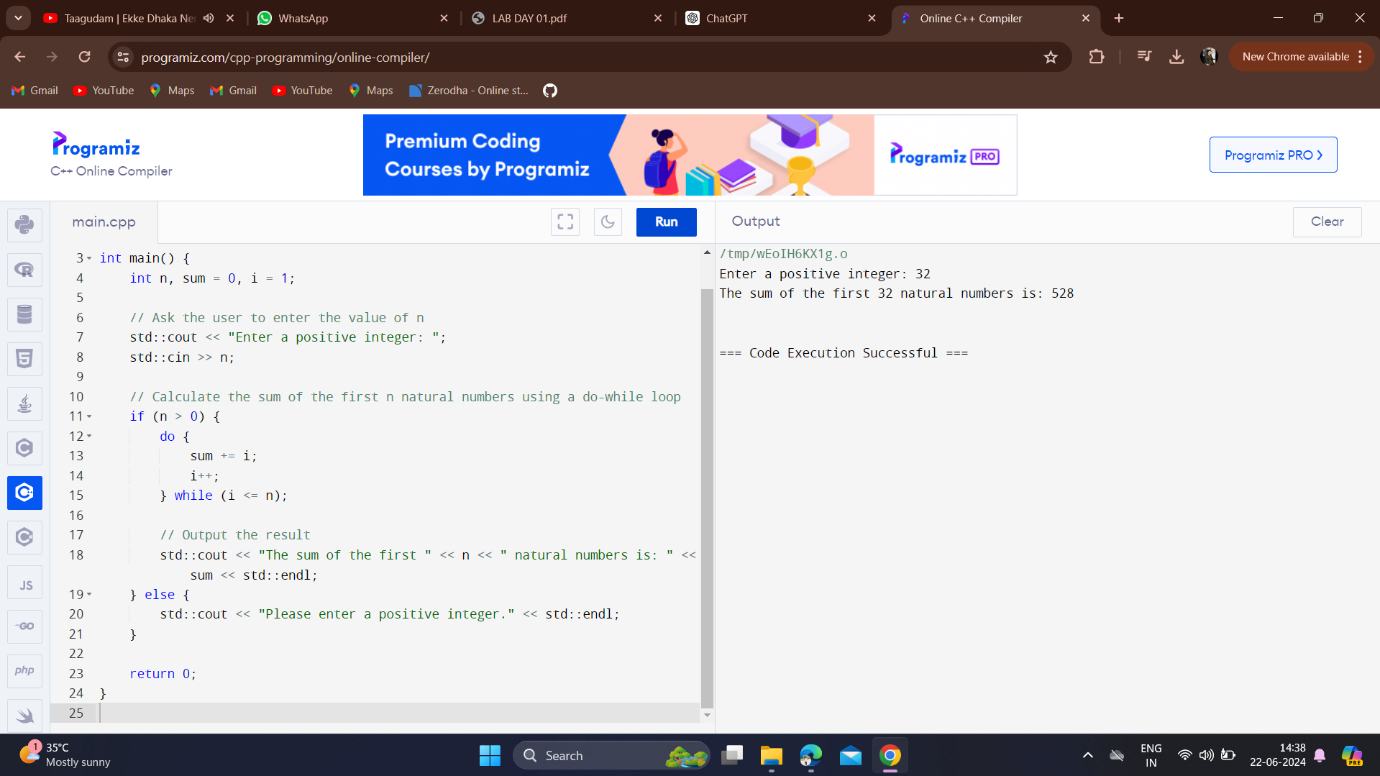 Taagudam | Ekke Dhaka Ne
WhatsApp
LAB DAY 01.pdf
ChatGPT
Online C++ Compiler
programiz.com/cpp-programming/online-compiler/
New Chrome available
Gmail
YouTube
Maps
Gmail
YouTube
Maps
Zerodha - Online st...
Programiz
C++ Online Compiler
Premium Coding
Courses by Programiz
Programiz PRO
Programiz PRO >
main.cpp
Run
Output
Clear
3 int main() {
4 int n, sum = 0, i = 1;
5
6 // Ask the user to enter the value of n
7 std::cout << "Enter a positive integer: ";
8 std::cin >> n;
9
10 // Calculate the sum of the first n natural numbers using a do-while loop
11 if (n > 0) {
12 do {
13 sum += i;
14 i++;
15 } while (i <= n);
16
17 // Output the result
18 std::cout << "The sum of the first " << n << " natural numbers is: " <<
sum << std::endl;
19 } else {
20 std::cout << "Please enter a positive integer." << std::endl;
21 }
22
23 return 0;
24 }
25
/tmp/wEoIH6KX1g.o
Enter a positive integer: 32
The sum of the first 32 natural numbers is: 528
=== Code Execution Successful ===
JS
GO
php
1
35°C
Mostly sunny
Search
ENG
IN
14:38
22-06-2024
PRE